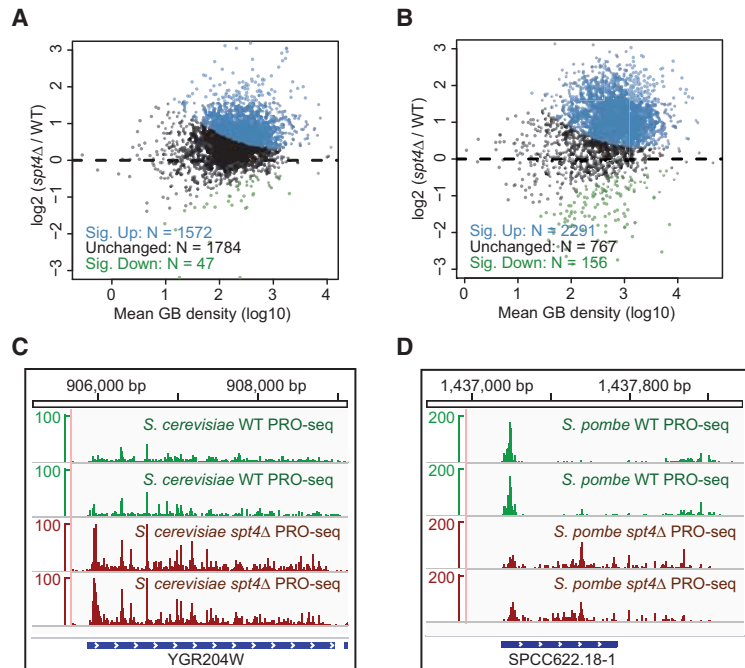 A
log2 (spt4Δ / WT)
3
2
1
0
−1
−2
−3
Sig. Up: N = 1572
Unchanged: N = 1784
Sig. Down: N = 47
0 1 2 3 4
Mean GB density (log10)
B
log2 (spt4Δ / WT)
3
2
1
0
−1
−2
−3
Sig. Up: N = 2291
Unchanged: N = 767
Sig. Down: N = 156
0 1 2 3 4
Mean GB density (log10)
C
906,000 bp 908,000 bp
100 S. cerevisiae WT PRO-seq
100 S. cerevisiae WT PRO-seq
100 S. cerevisiae spt4Δ PRO-seq
100 S. cerevisiae spt4Δ PRO-seq
YGR204W
D
1,437,000 bp 1,437,800 bp
200 S. pombe WT PRO-seq
200 S. pombe WT PRO-seq
200 S. pombe spt4Δ PRO-seq
200 S. pombe spt4Δ PRO-seq
SPCC622.18-1